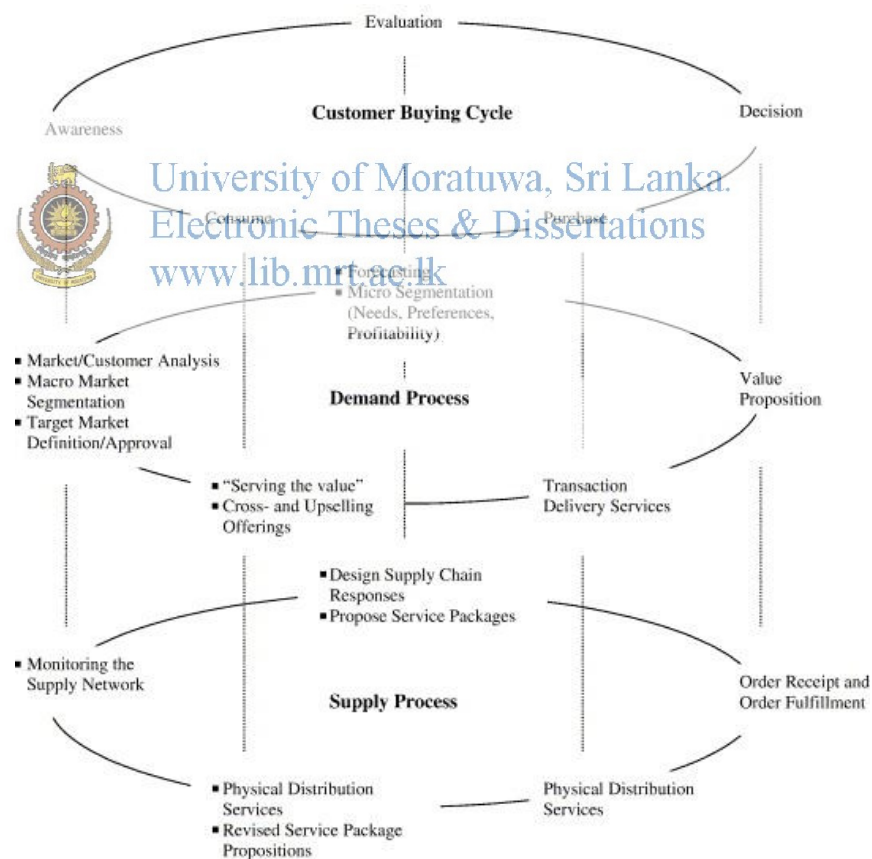 Evaluation
Customer Buying Cycle
Decision
Awareness
University of Moratuwa, Sri Lanka.
Consume
Purchase
Electronic Theses & Dissertations
www.lib.mrt.ac.lk
▪ Forecasting
▪ Micro Segmentation
(Needs, Preferences,
Profitability)
▪ Market/Customer Analysis
▪ Macro Market
Segmentation
▪ Target Market
Definition/Approval
Demand Process
Value
Proposition
▪ “Serving the value”
▪ Cross- and Upselling
Offerings
Transaction
Delivery Services
▪ Design Supply Chain
Responses
▪ Propose Service Packages
▪ Monitoring the
Supply Network
Supply Process
Order Receipt and
Order Fulfillment
▪ Physical Distribution
Services
▪ Revised Service Package
Propositions
Physical Distribution
Services